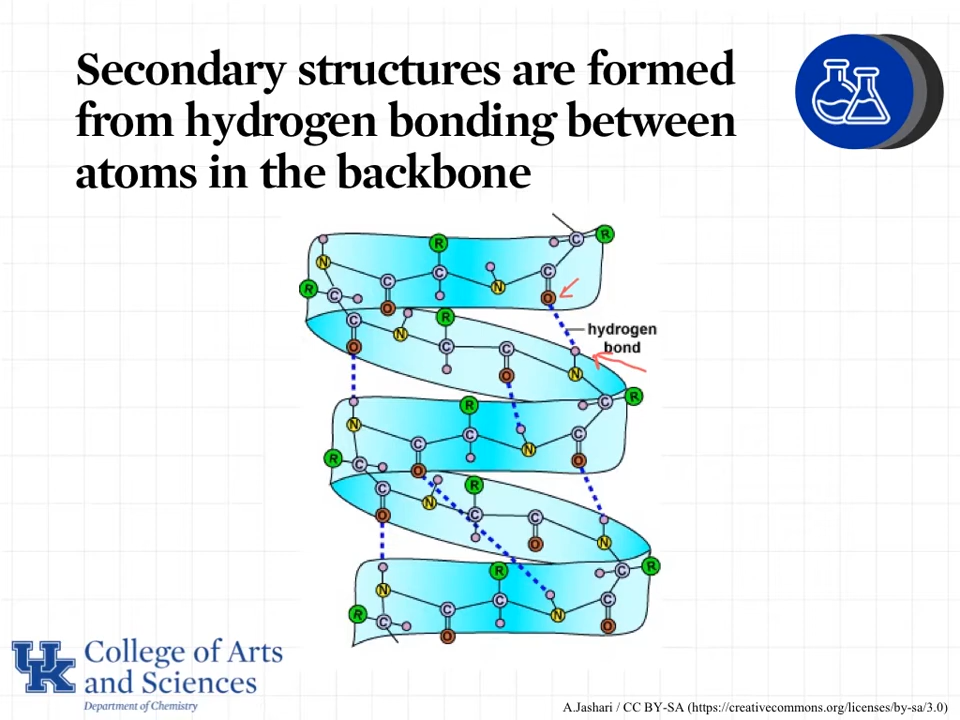 Secondary structures are formed
from hydrogen bonding between
atoms in the backbone
C
R
R
N
C
C
C
N
O
O
R
C
R
C
N
C
C
O
O
N
hydrogen
bond
C
R
R
N
C
C
C
N
O
O
R
C
R
C
N
C
C
O
O
N
C
R
R
N
C
C
C
N
O
O
R
C
UK
College of Arts
and Sciences
Department of Chemistry
A.Jashari / CC BY-SA (https://creativecommons.org/licenses/by-sa/3.0)